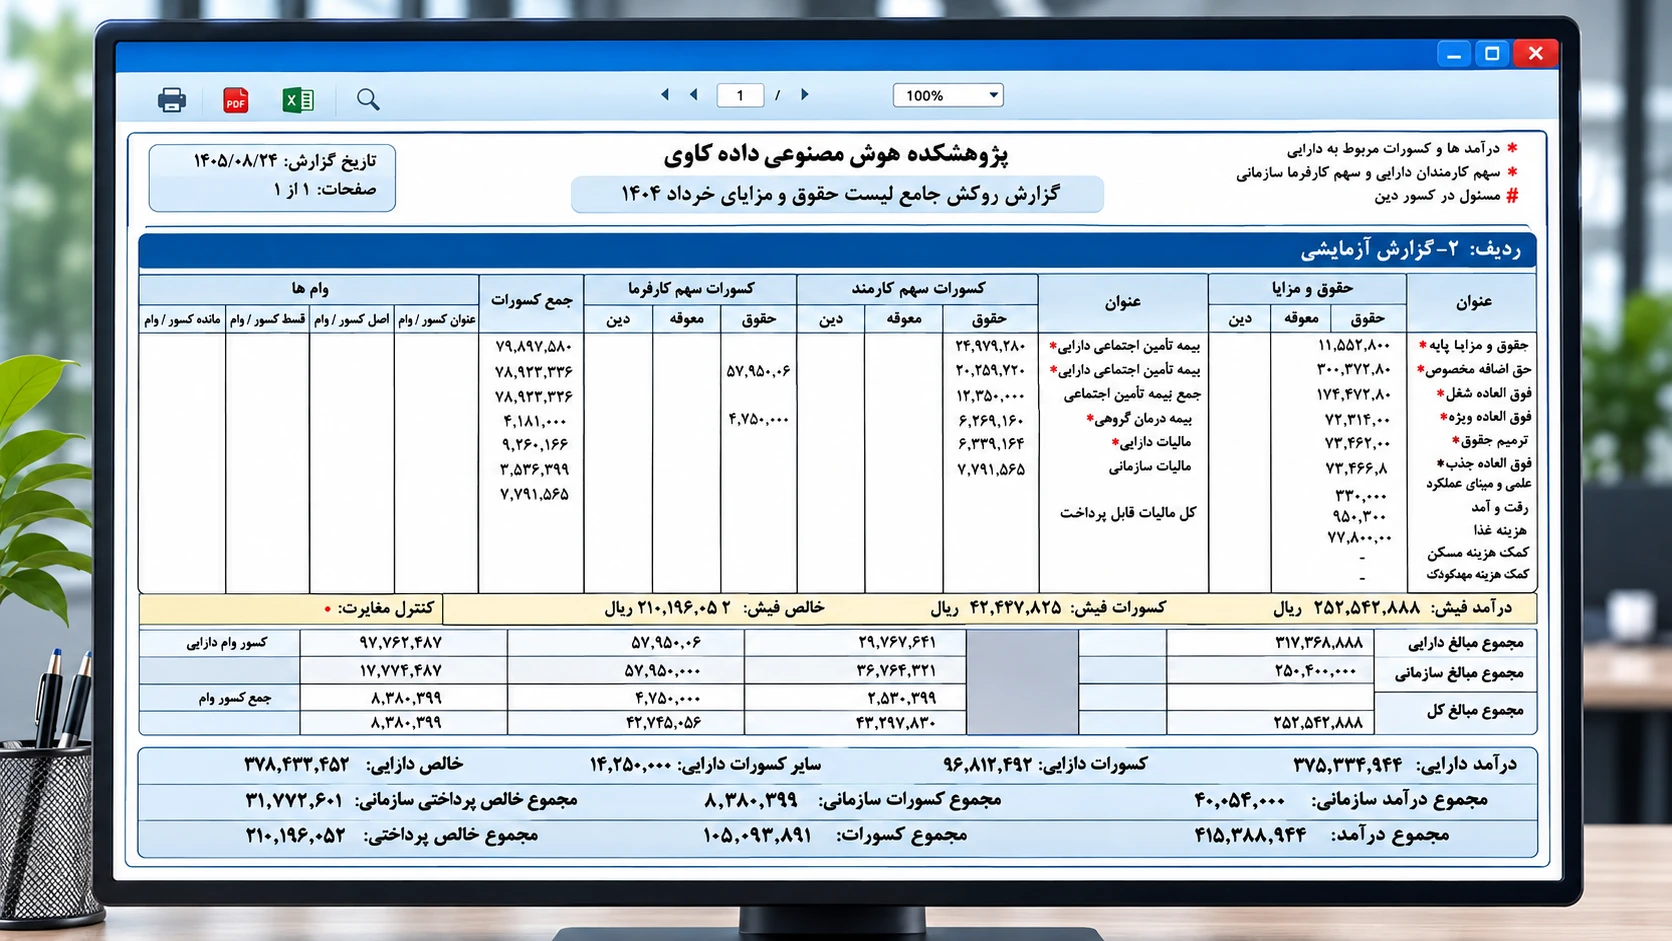 PDF
X
1 /
100%
* درآمد ها و کسورات مربوط به دارایی
* سهم کارمندان دارایی و سهم کارفرما سازمانی
# مسئول در کسور دین
پژوهشکده هوش مصنوعی داده کاوی
گزارش روکش جامع لیست حقوق و مزایای خرداد ۱۴۰۴
تاریخ گزارش: ۱۴۰۵/۰۸/۲۴
صفحات: ۱ از ۱
ردیف: ۲-گزارش آزمایشی
عنوان حقوق و مزایا عنوان کسورات سهم کارمند کسورات سهم کارفرما جمع کسورات وام ها
حقوق معوقه دین حقوق معوقه دین حقوق معوقه دین عنوان کسور / وام اصل کسور / وام قسط کسور / وام مانده کسور / وام
حقوق و مزایا پایه* ۱۱,۵۵۲,۸۰۰ بیمه تأمین اجتماعی دارایی* ۲۴,۹۷۹,۲۸۰ ۷۹,۸۹۷,۵۸۰
حق اضافه مخصوص* ۳۰۰,۳۷۲,۸۰ بیمه تأمین اجتماعی دارایی* ۲۰,۲۵۹,۷۲۰ ۵۷,۹۵۰,۰۶ ۷۸,۹۲۳,۳۳۶
فوق العاده شغل* ۱۷۴,۴۷۲,۸۰ جمع بیمه تأمین اجتماعی ۱۲,۳۵۰,۰۰۰ ۷۸,۹۲۳,۳۲۶
فوق العاده ویژه* ۷۲,۳۱۴,۰۰ بیمه درمان گروهی* ۶,۲۶۹,۱۶۰ ۴,۷۵۰,۰۰۰ ۴,۱۸۱,۰۰۰
ترمیم حقوق* ۷۳,۴۶۲,۰۰ مالیات دارایی* ۶,۳۳۹,۱۶۴ ۹,۲۶۰,۱۶۶
فوق العاده جذب* ۷۳,۴۶۶,۸ مالیات سازمانی ۷,۷۹۱,۵۶۵ ۳,۵۳۶,۳۹۹
علمی و مبنای عملکرد ۳۳۰,۰۰۰ ۷,۷۹۱,۵۶۵
رفت و آمد ۹۵۰,۳۰۰ کل مالیات قابل پرداخت
هزینه غذا ۷۷,۸۰۰,۰۰
کمک هزینه مسکن -
کمک هزینه مهدکودک -
درآمد فیش: ۲۵۲,۵۴۲,۸۸۸ ریال کسورات فیش: ۴۲,۴۴۷,۸۲۵ ریال خالص فیش: ۲۱۰,۱۹۶,۰۵ ۲ ریال کنترل مغایرت: •
مجموع مبالغ دارایی ۳۱۷,۳۶۸,۸۸۸ ۲۹,۷۶۷,۶۴۱ ۵۷,۹۵۰,۰۶ ۹۷,۷۶۲,۴۸۷ کسور وام دارایی
مجموع مبالغ سازمانی ۲۵۰,۴۰۰,۰۰۰ ۳۶,۷۶۴,۳۲۱ ۵۷,۹۵۰,۰۰۰ ۱۷,۷۷۴,۴۸۷
مجموع مبالغ کل ۲,۵۳۰,۳۹۹ ۴,۷۵۰,۰۰۰ ۸,۳۸۰,۳۹۹ جمع کسور وام
۲۵۲,۵۴۲,۸۸۸ ۴۳,۲۹۷,۸۳۰ ۴۲,۷۴۵,۰۵۶ ۸,۳۸۰,۳۹۹
درآمد دارایی: ۳۷۵,۳۳۴,۹۴۴ کسورات دارایی: ۹۶,۸۱۲,۴۹۲ سایر کسورات دارایی: ۱۴,۲۵۰,۰۰۰ خالص دارایی: ۳۷۸,۴۳۲,۴۵۲
مجموع درآمد سازمانی: ۴۰,۰۵۴,۰۰۰ مجموع کسورات سازمانی: ۸,۳۸۰,۳۹۹ مجموع خالص پرداختی سازمانی: ۳۱,۷۷۲,۶۰۱
مجموع درآمد: ۴۱۵,۳۸۸,۹۴۴ مجموع کسورات: ۱۰۵,۰۹۳,۸۹۱ مجموع خالص پرداختی: ۲۱۰,۱۹۶,۰۵۲